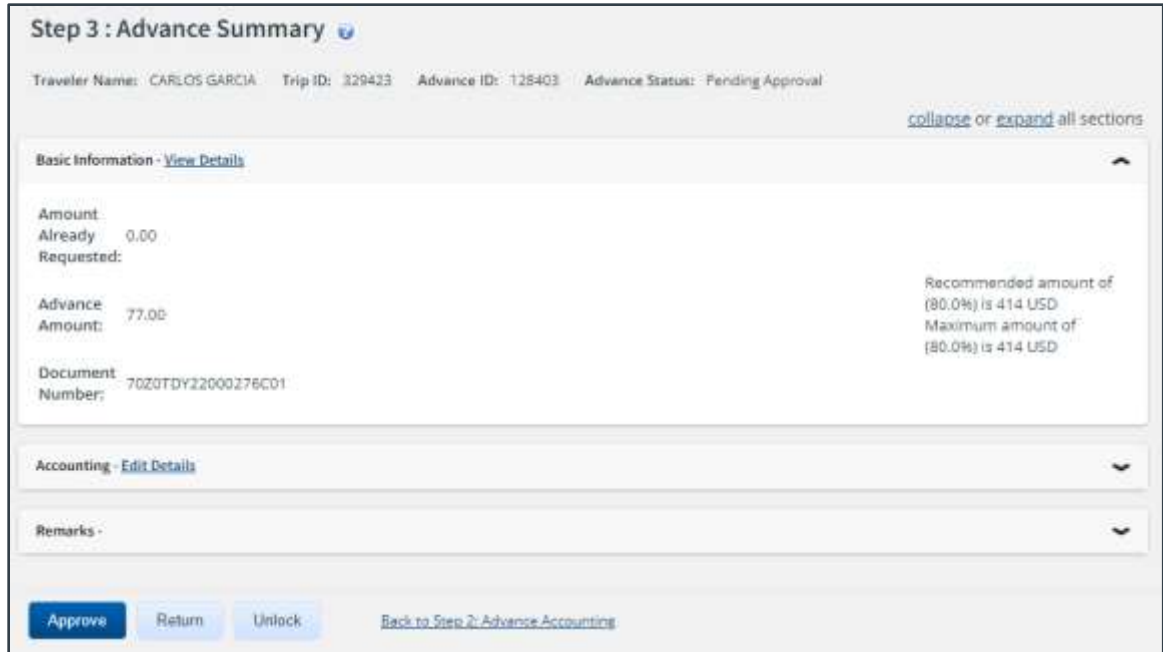 Step 3 : Advance Summary
Traveler Name: CARLOS GARCIA Trip ID: 329423 Advance ID: 128403 Advance Status: Pending Approval
collapse or expand all sections
Basic Information - View Details
Amount
Already 0.00
Requested:
Recommended amount of
(80.0%) is 414 USD
Maximum amount of
(80.0%) is 414 USD
Advance
Amount: 77.00
Document
Number: 70Z0TDY22000276C01
Accounting - Edit Details
Remarks -
Approve Return Unlock Back to Step 2: Advance Accounting